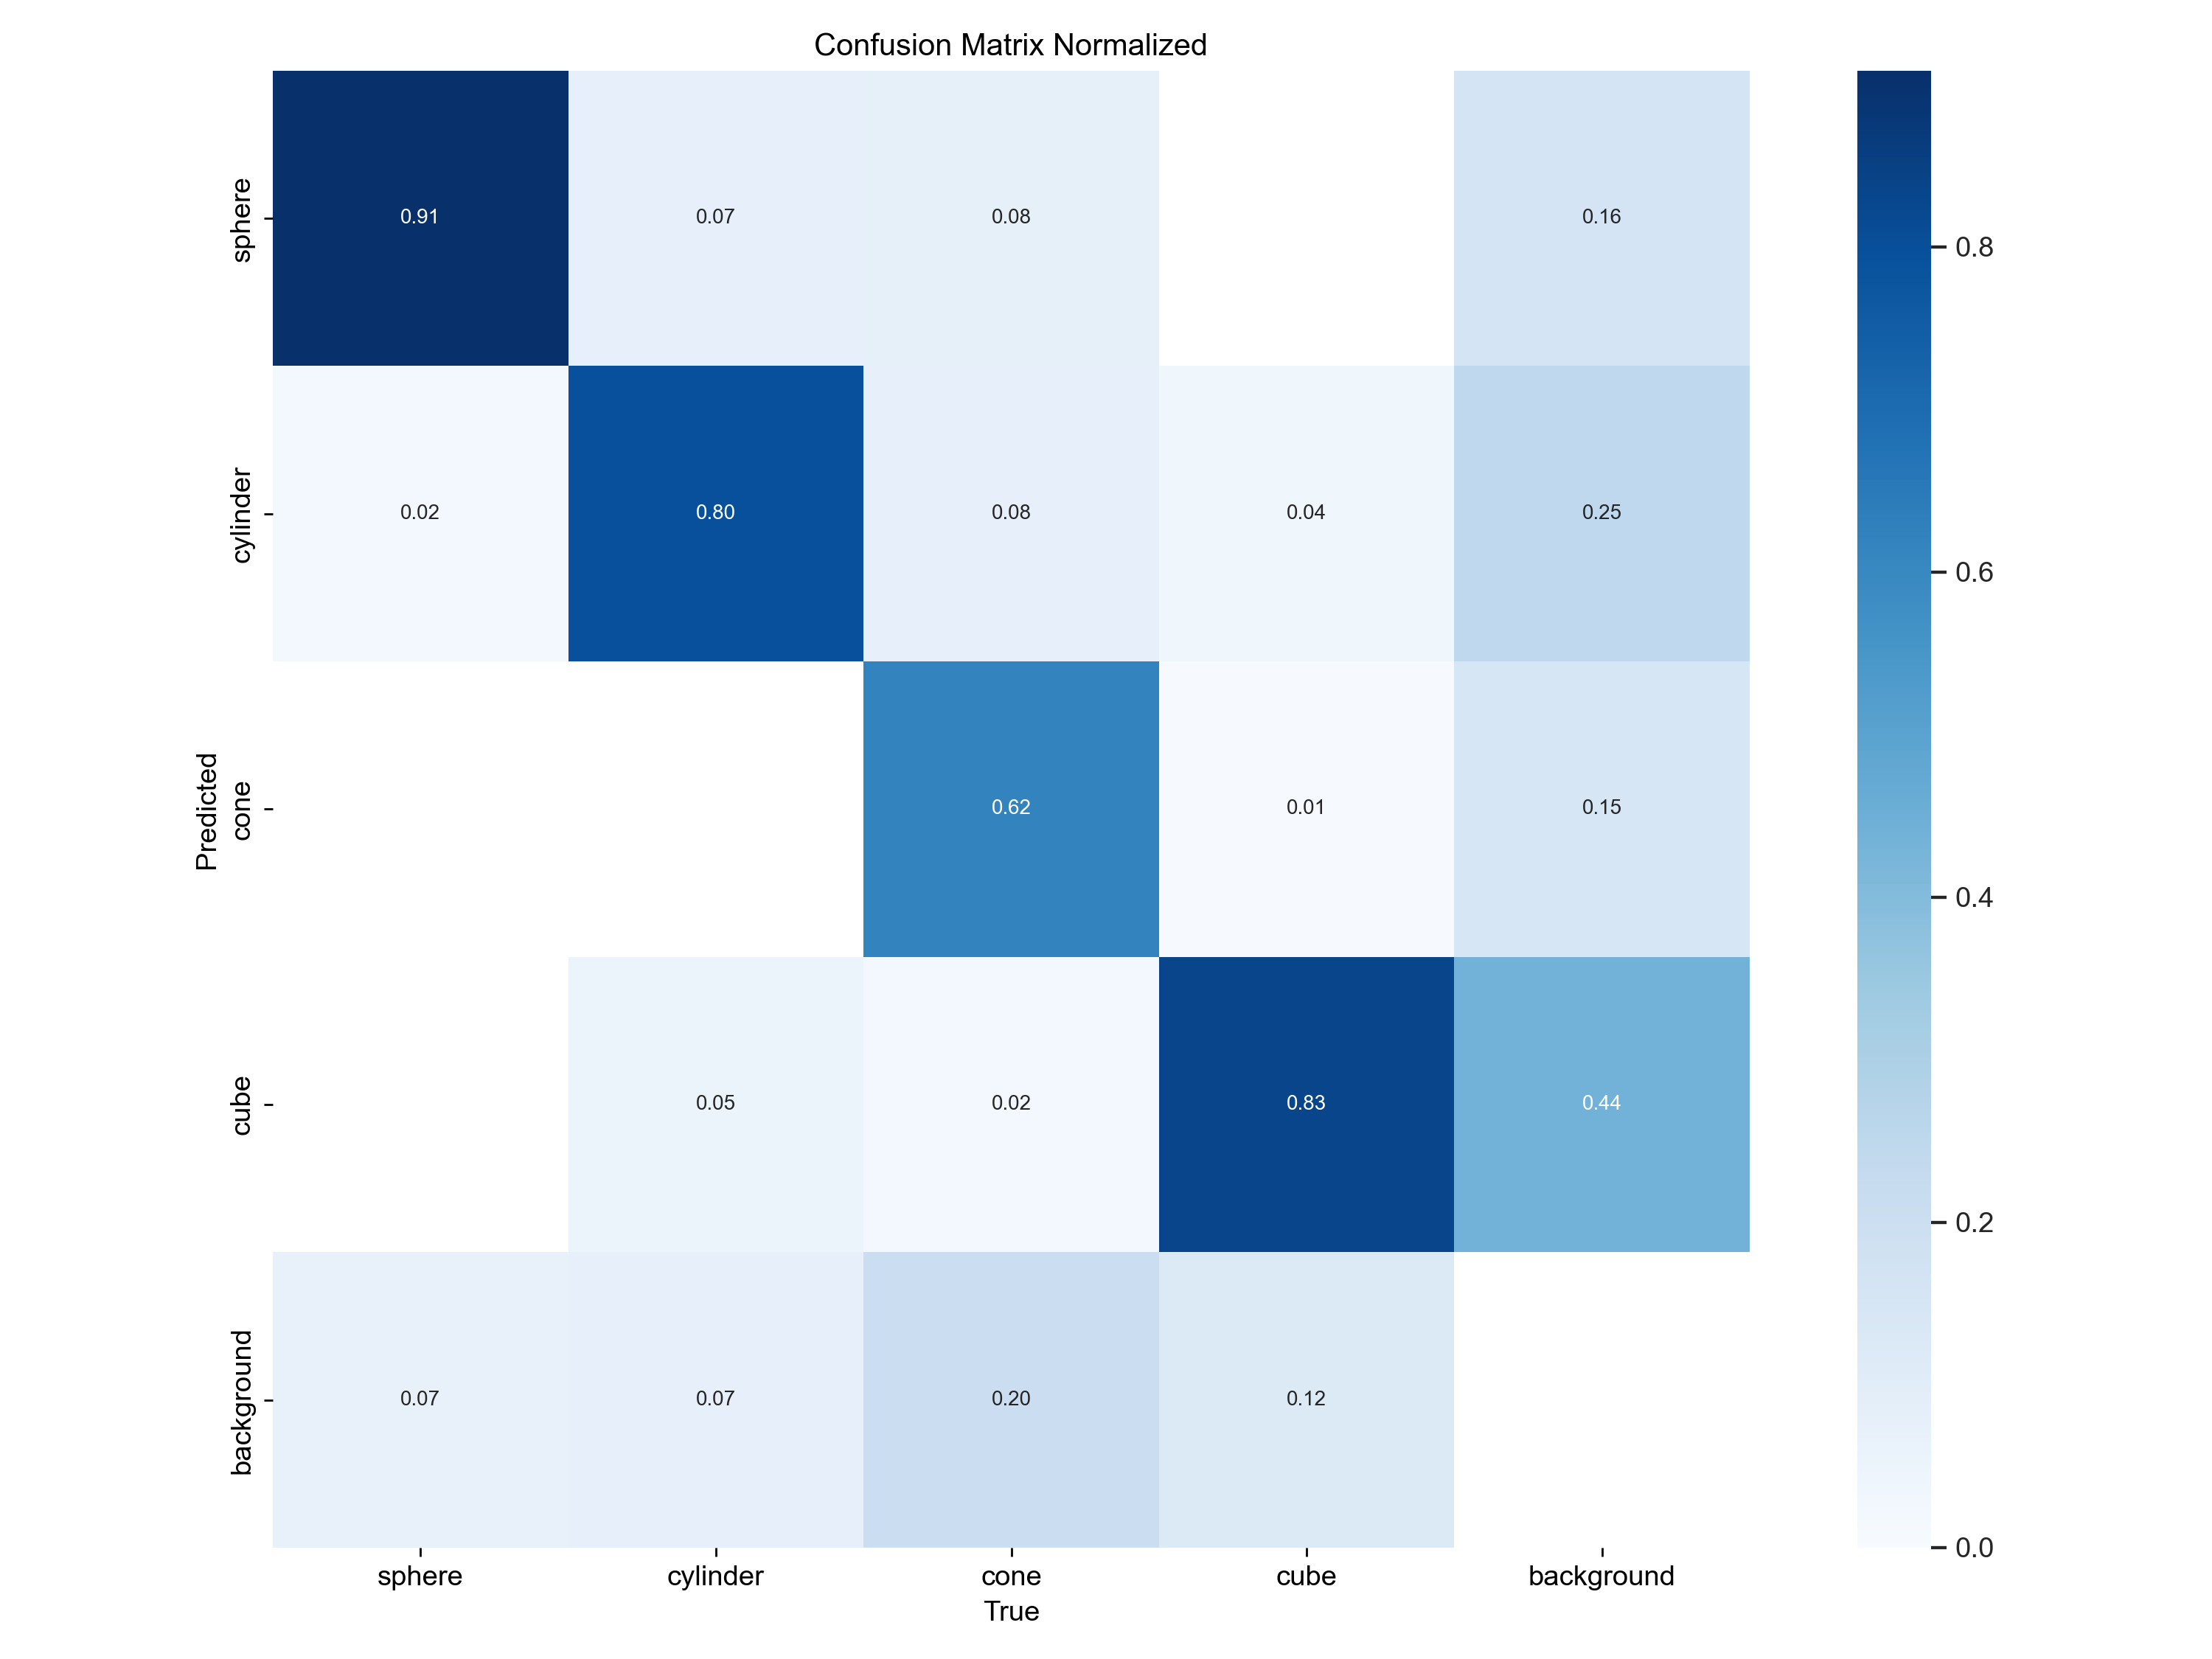 Confusion Matrix Normalized
sphere
0.91
0.07
0.08
0.16
0.8
cylinder
0.02
0.80
0.08
0.04
0.25
0.6
Predicted
cone
0.62
0.01
0.15
0.4
cube
0.05
0.02
0.83
0.44
0.2
background
0.07
0.07
0.20
0.12
0.0
sphere cylinder cone cube background
True